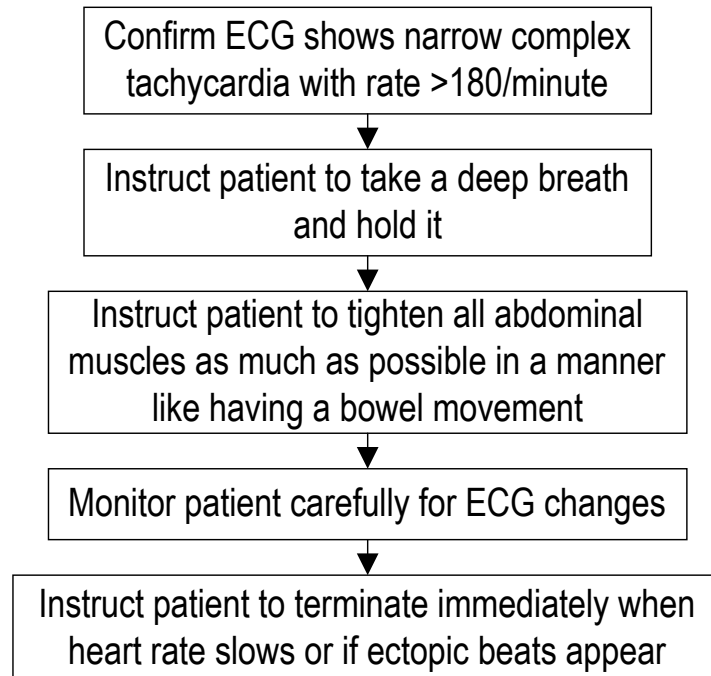 Confirm ECG shows narrow complex
tachycardia with rate >180/minute
Instruct patient to take a deep breath
and hold it
Instruct patient to tighten all abdominal
muscles as much as possible in a manner
like having a bowel movement
Monitor patient carefully for ECG changes
Instruct patient to terminate immediately when
heart rate slows or if ectopic beats appear